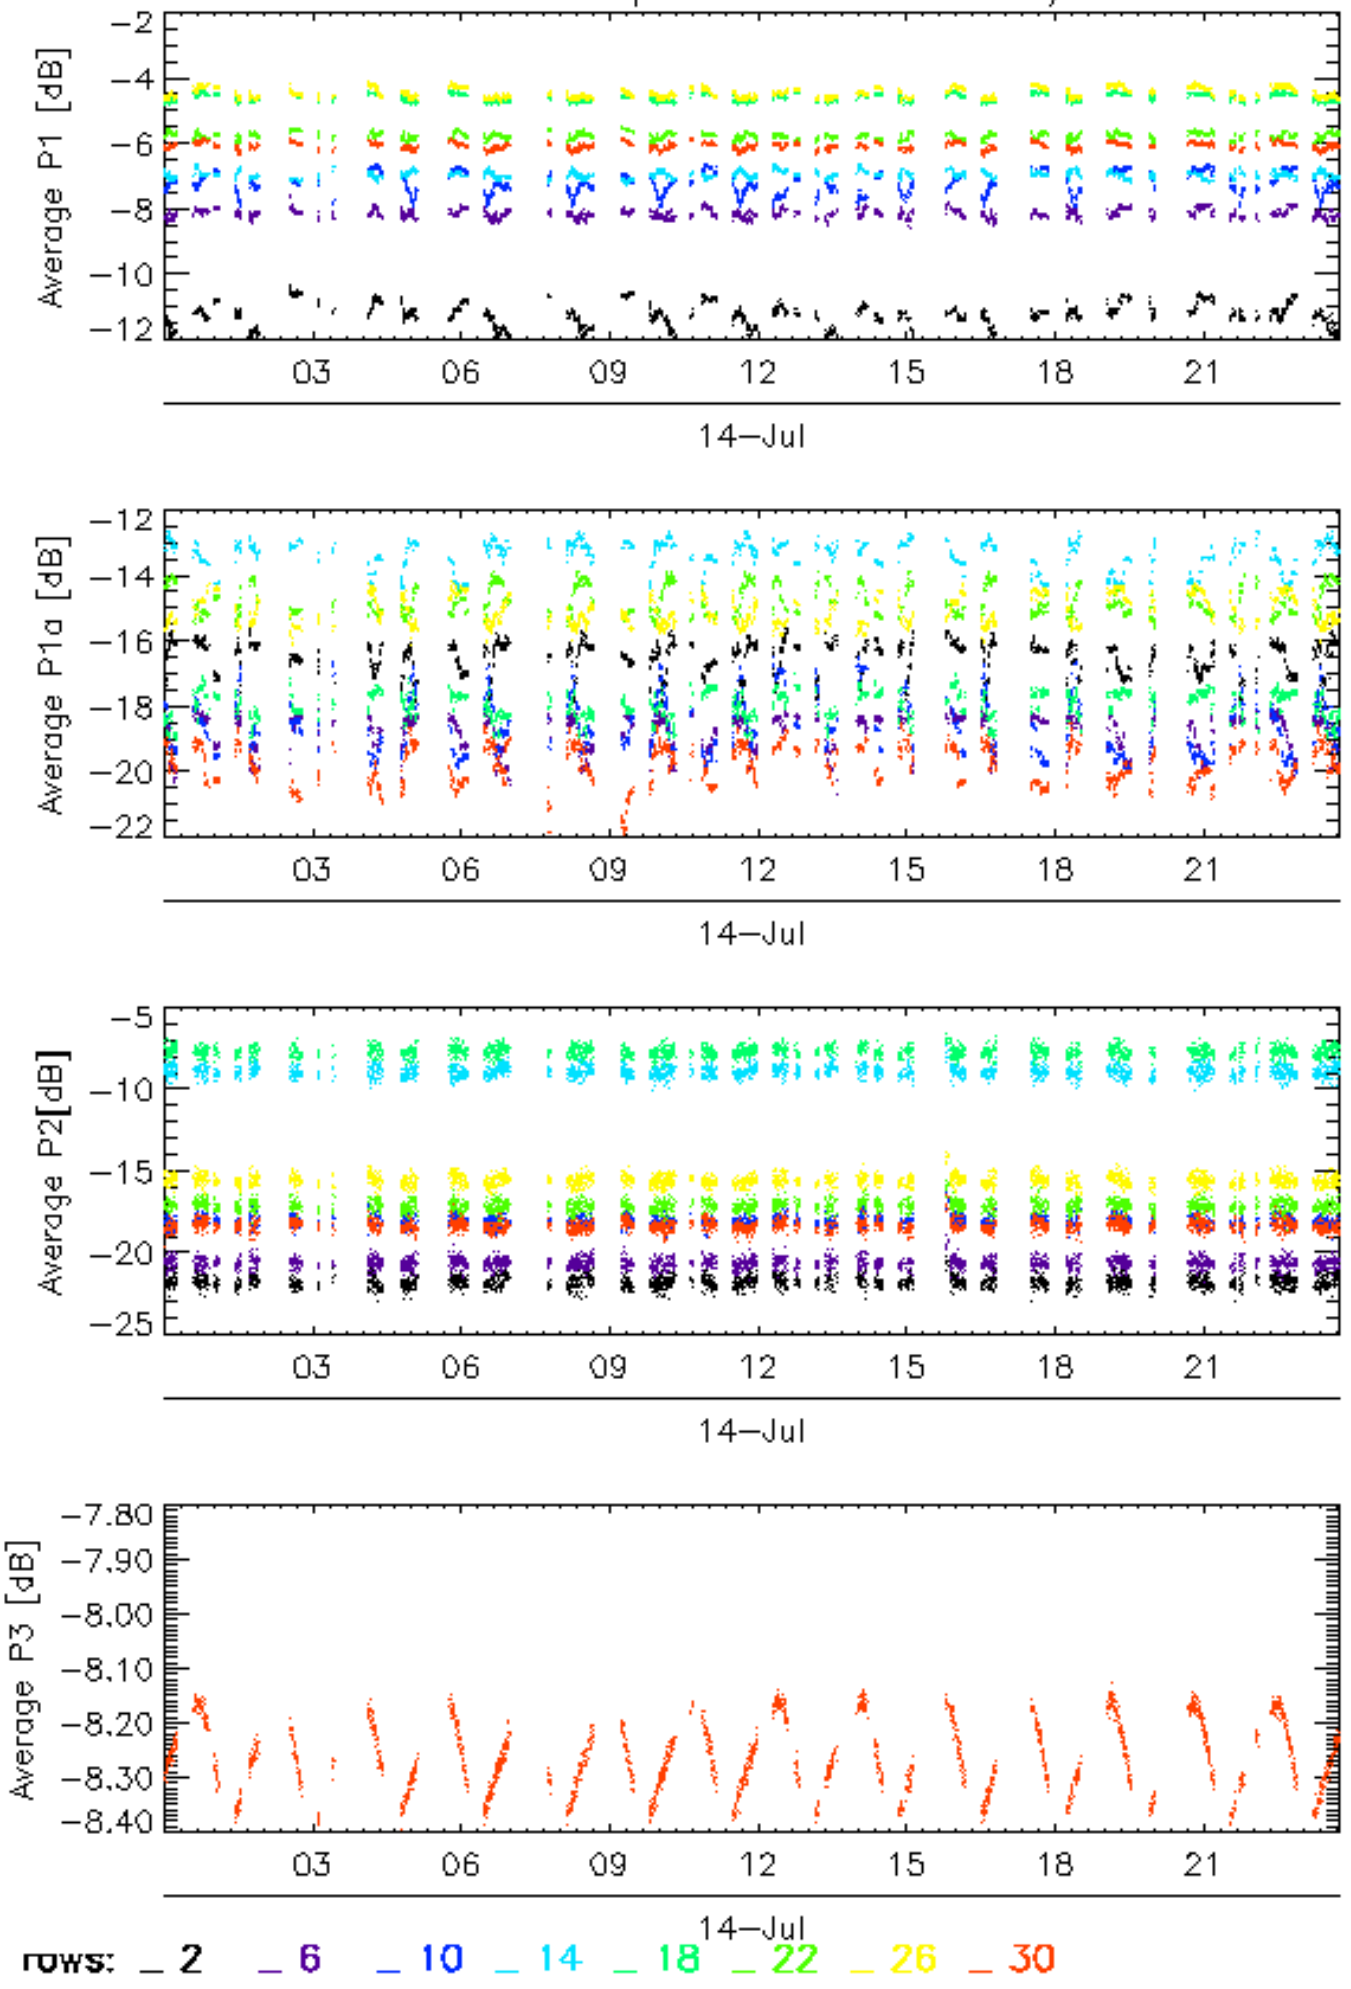 Average P1 [dB]
−2
−4
−6
−8
−10
−12
03 06 09 12 15 18 21
14−Jul
Average P1a [dB]
−12
−14
−16
−18
−20
−22
03 06 09 12 15 18 21
14−Jul
Average P2[dB]
−5
−10
−15
−20
−25
03 06 09 12 15 18 21
14−Jul
Average P3 [dB]
−7.80
−7.90
−8.00
−8.10
−8.20
−8.30
−8.40
03 06 09 12 15 18 21
14−Jul
rows: _ 2 _ 6 _ 10 _ 14 _ 18 _ 22 _ 26 _ 30